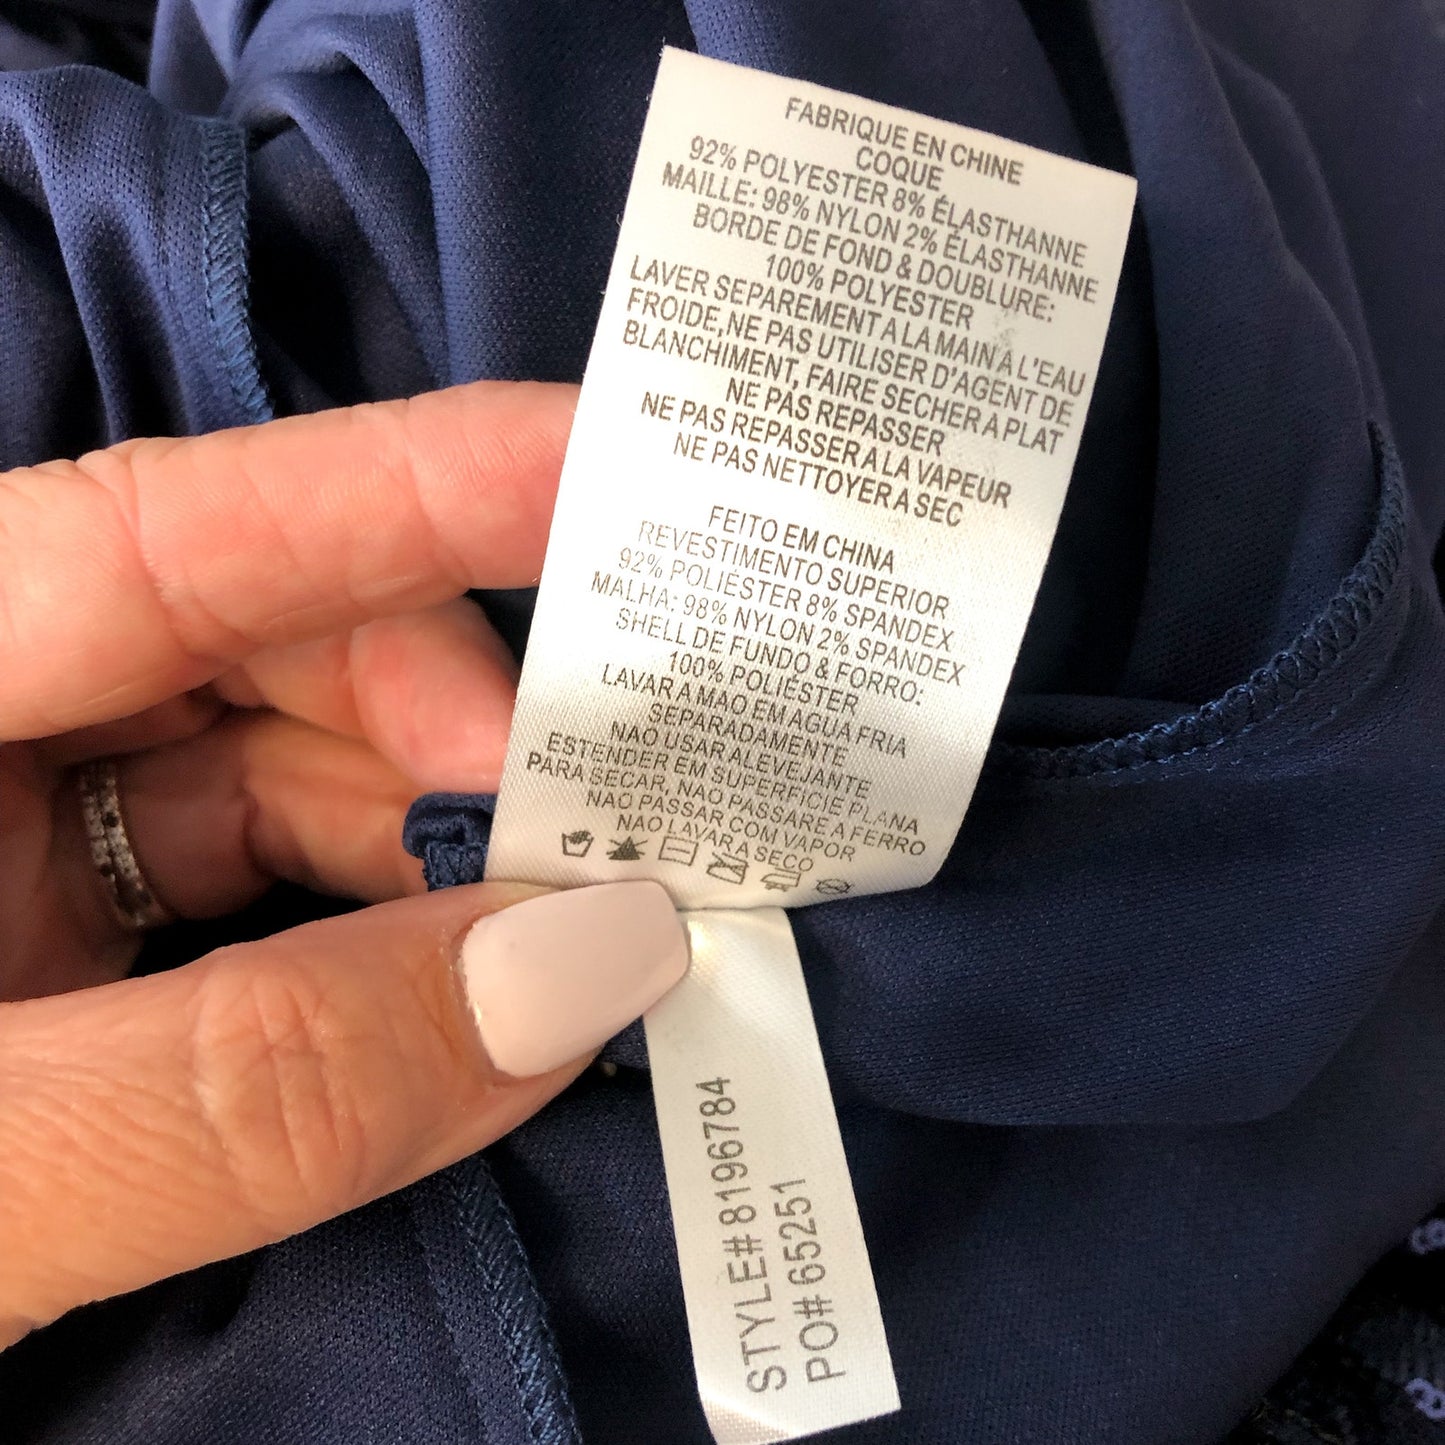 FABRIQUE EN CHINE
COQUE
92% POLYESTER 8% ÉLASTHANNE
MAILLE: 98% NYLON 2% ÉLASTHANNE
BORDE DE FOND & DOUBLURE:
100% POLYESTER
LAVER SEPAREMENT A LA MAIN À L'EAU
FROIDE, NE PAS UTILISER D'AGENT DE
BLANCHIMENT, FAIRE SECHER A PLAT
NE PAS REPASSER
NE PAS REPASSER A LA VAPEUR
NE PAS NETTOYER A SEC
FEITO EM CHINA
REVESTIMENTO SUPERIOR
92% POLIÉSTER 8% SPANDEX
MALHA: 98% NYLON 2% SPANDEX
SHELL DE FUNDO & FORRO:
100% POLIÉSTER
LAVAR A MAO EM AGUA FRIA
SEPARADAMENTE
NAO USAR ALEVEJANTE
ESTENDER EM SUPERFICIE PLANA
PARA SECAR, NAO PASSARE A FERRO
NAO PASSAR COM VAPOR
NAO LAVAR A SECO
STYLE# 8196784
PO# 65251